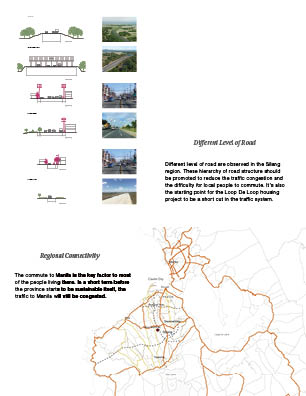 Different Level of Road
Different level of road are observed in the Silang
region. These hierarchy of road structure should
be promoted to reduce the traffic congestion and
the difficulty for local people to commute. It's also
the starting point for the Loop De Loop housing
project to be a short cut in the traffic system.
Regional Connectivity
The commute to Manila is the key factor to most
of the people living there. In a short term before
the province starts to be sustainable itself, the
traffic to Manila will still be congested.